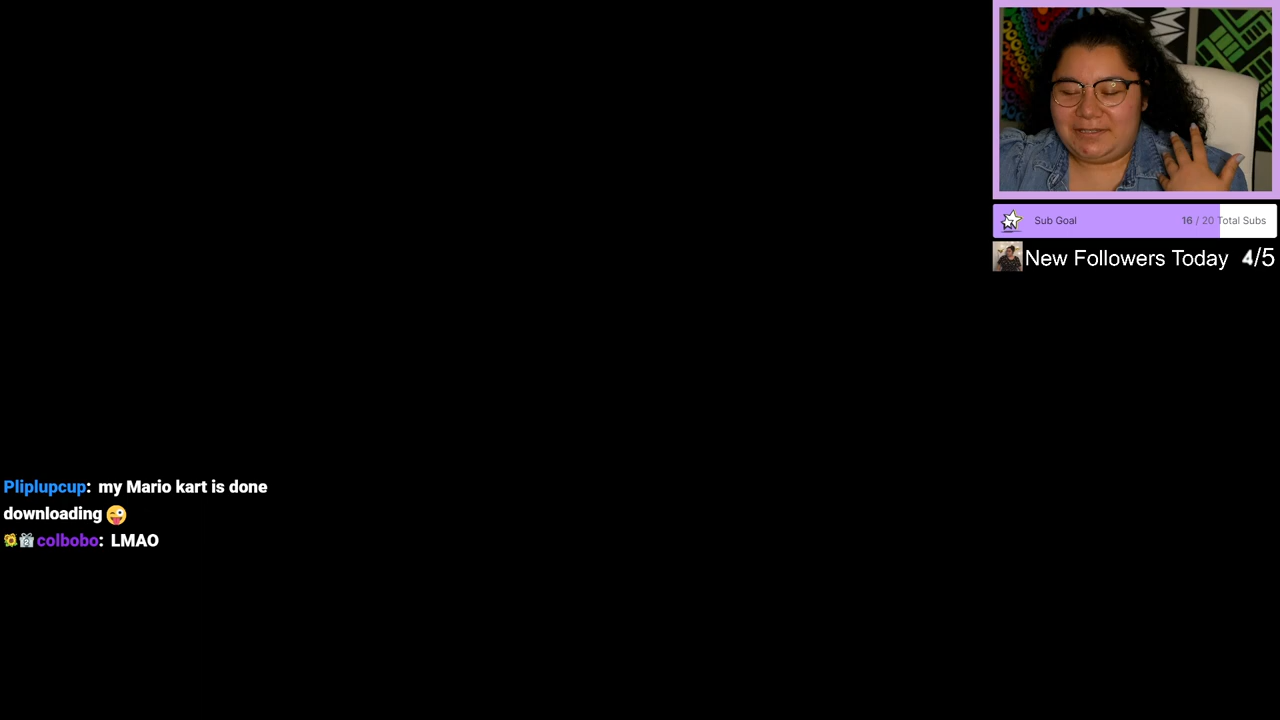 Sub Goal 16 / 20 Total Subs
New Followers Today 4/5
Pliplupcup: my Mario kart is done
downloading 😜
colbobo: LMAO